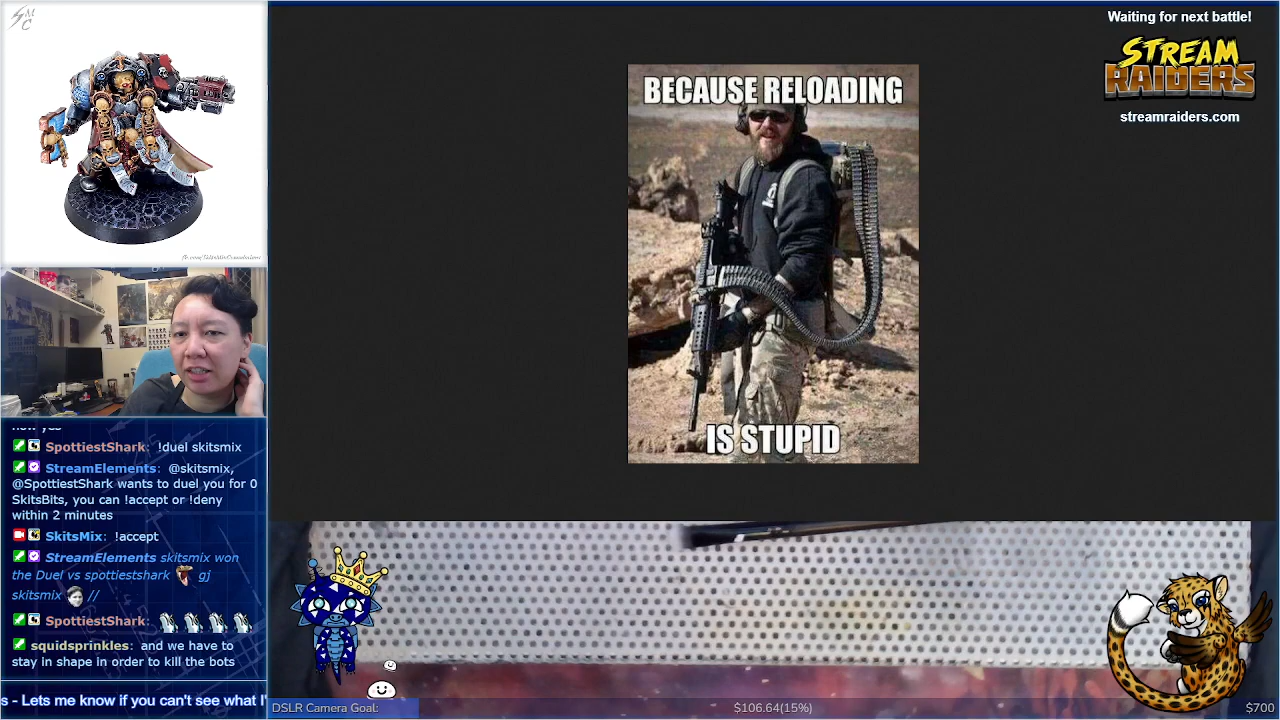 SMC
Waiting for next battle!
STREAM
RAIDERS
streamraiders.com
BECAUSE RELOADING
IS STUPID
SpottiestShark: !duel skitsmix
StreamElements: @skitsmix,
@SpottiestShark wants to duel you for 0
SkitsBits, you can !accept or !deny
within 2 minutes
SkitsMix: !accept
StreamElements skitsmix won
the Duel vs spottiestshark gj
skitsmix //
SpottiestShark:
squidsprinkles: and we have to
stay in shape in order to kill the bots
s - Lets me know if you can't see what I'
DSLR Camera Goal: $106.64(15%) $700